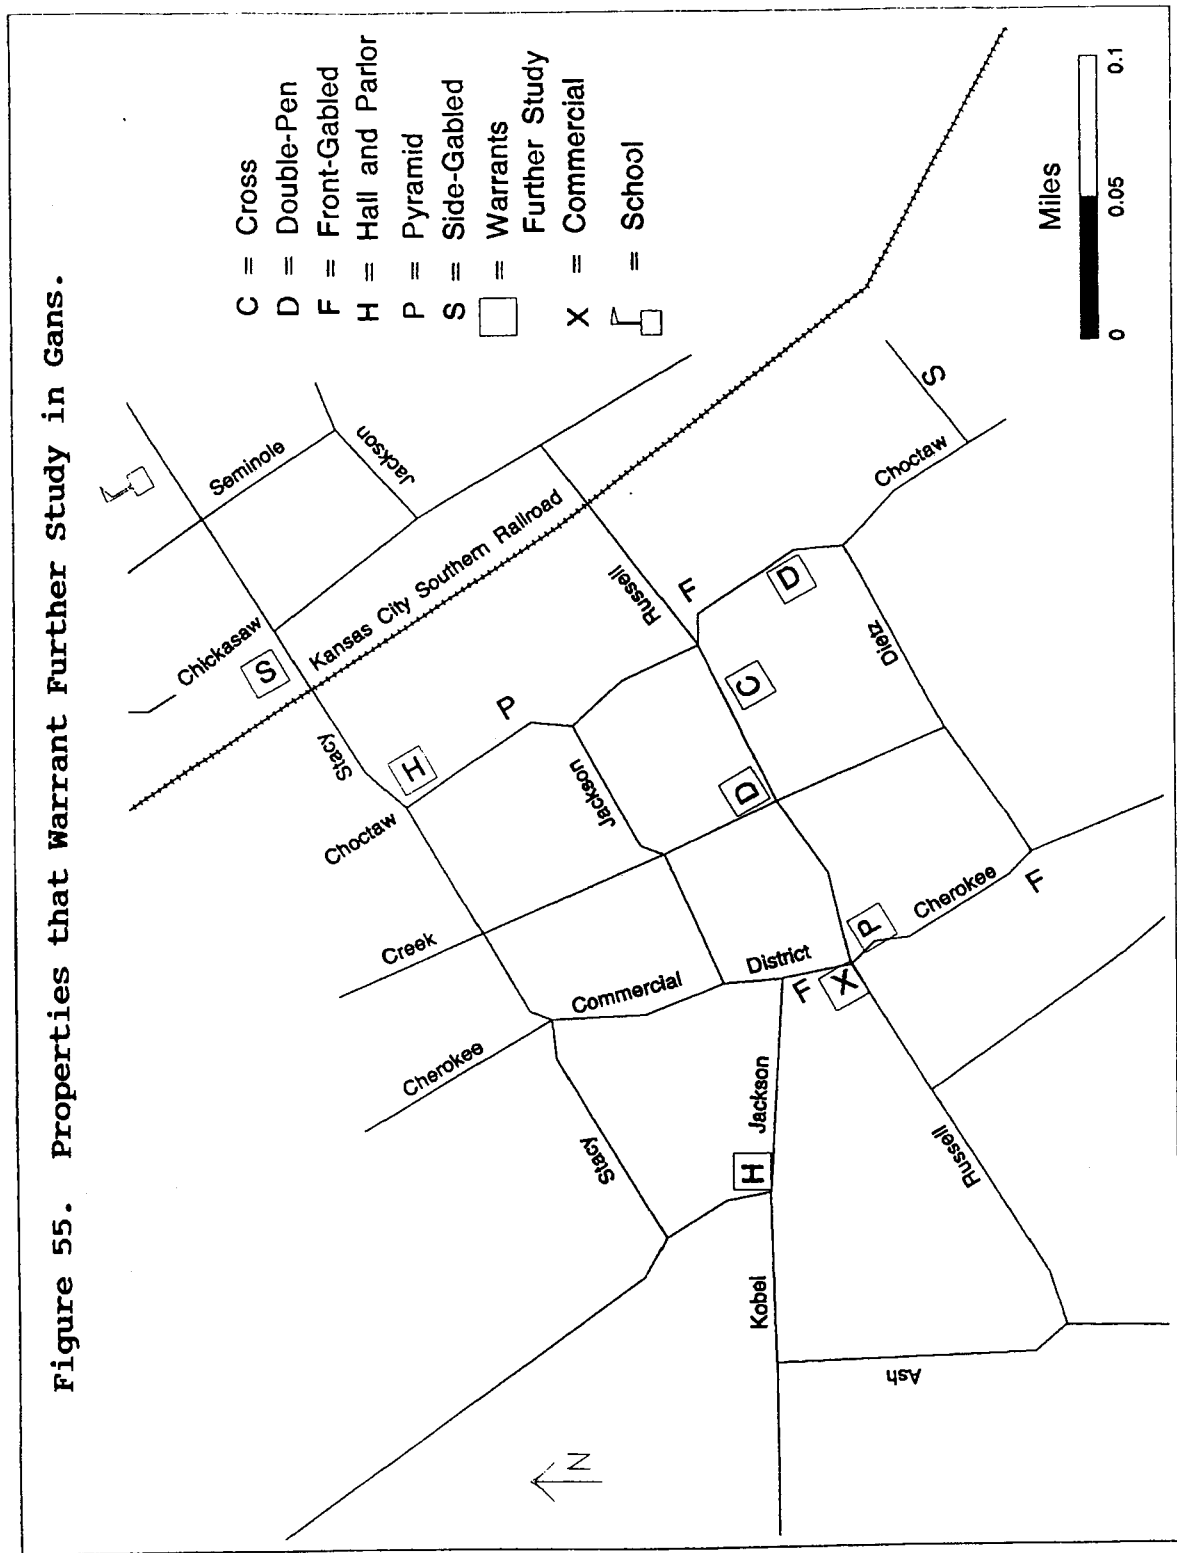 Figure 55. Properties that Warrant Further Study in Gans.
C = Cross
D = Double-Pen
F = Front-Gabled
H = Hall and Parlor
P = Pyramid
S = Side-Gabled
= Warrants
Further Study
X = Commercial
= School
Miles
0
0.05
0.1
Seminole
Jackson
Chickasaw
S
Kansas City Southern Railroad
Stacy
H
P
Choctaw
Russell
F
D
Choctaw
S
Jackson
C
D
Dietz
Creek
Commercial
District
P
Cherokee
F
F
X
Cherokee
Stacy
H
Jackson
Russell
Kobel
Ash
N